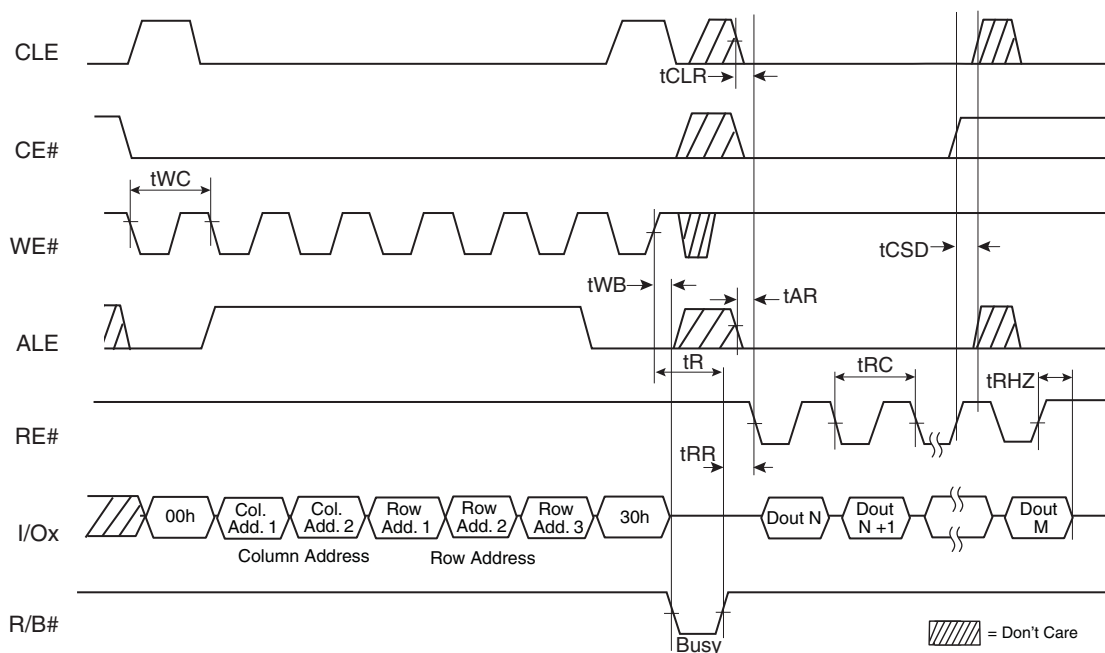 CLE
tCLR
CE#
tWC
WE#
tCSD
tWB
tAR
ALE
tR
tRC
tRHZ
RE#
tRR
I/Ox
00h
Col.
Add. 1
Col.
Add. 2
Row
Add. 1
Row
Add. 2
Row
Add. 3
30h
Dout N
Dout
N +1
Dout
M
Column Address
Row Address
R/B#
Busy
= Don't Care